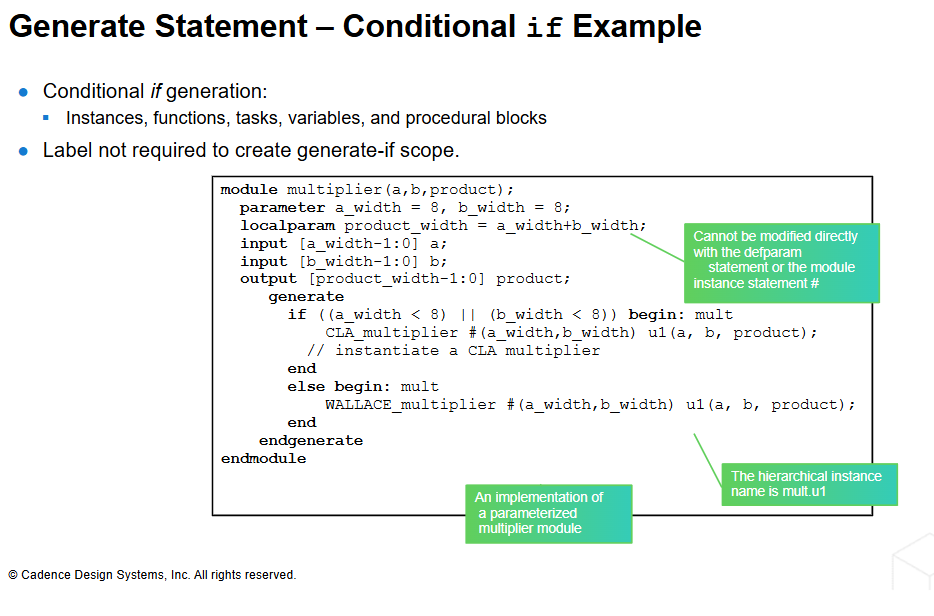 Generate Statement – Conditional if Example
Conditional if generation:
Instances, functions, tasks, variables, and procedural blocks
Label not required to create generate-if scope.
module multiplier(a,b,product);
parameter a_width = 8, b_width = 8;
localparam product_width = a_width+b_width;
input [a_width-1:0] a;
input [b_width-1:0] b;
output [product_width-1:0] product;
generate
if ((a_width < 8) || (b_width < 8)) begin: mult
CLA_multiplier #(a_width,b_width) u1(a, b, product);
// instantiate a CLA multiplier
end
else begin: mult
WALLACE_multiplier #(a_width,b_width) u1(a, b, product);
end
endgenerate
endmodule
Cannot be modified directly
with the defparam
statement or the module
instance statement #
The hierarchical instance
name is mult.u1
An implementation of
a parameterized
multiplier module
© Cadence Design Systems, Inc. All rights reserved.